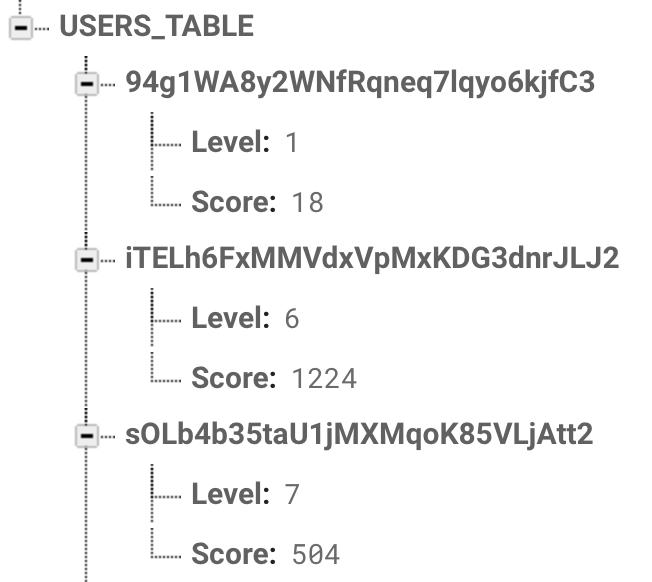 USERS_TABLE
94g1WA8y2WNfRqneq7lqyo6kjfC3
Level: 1
Score: 18
iTELh6FxMMVdxVpMxKDG3dnrJLJ2
Level: 6
Score: 1224
sOLb4b35taU1jMXMqoK85VLjAtt2
Level: 7
Score: 504